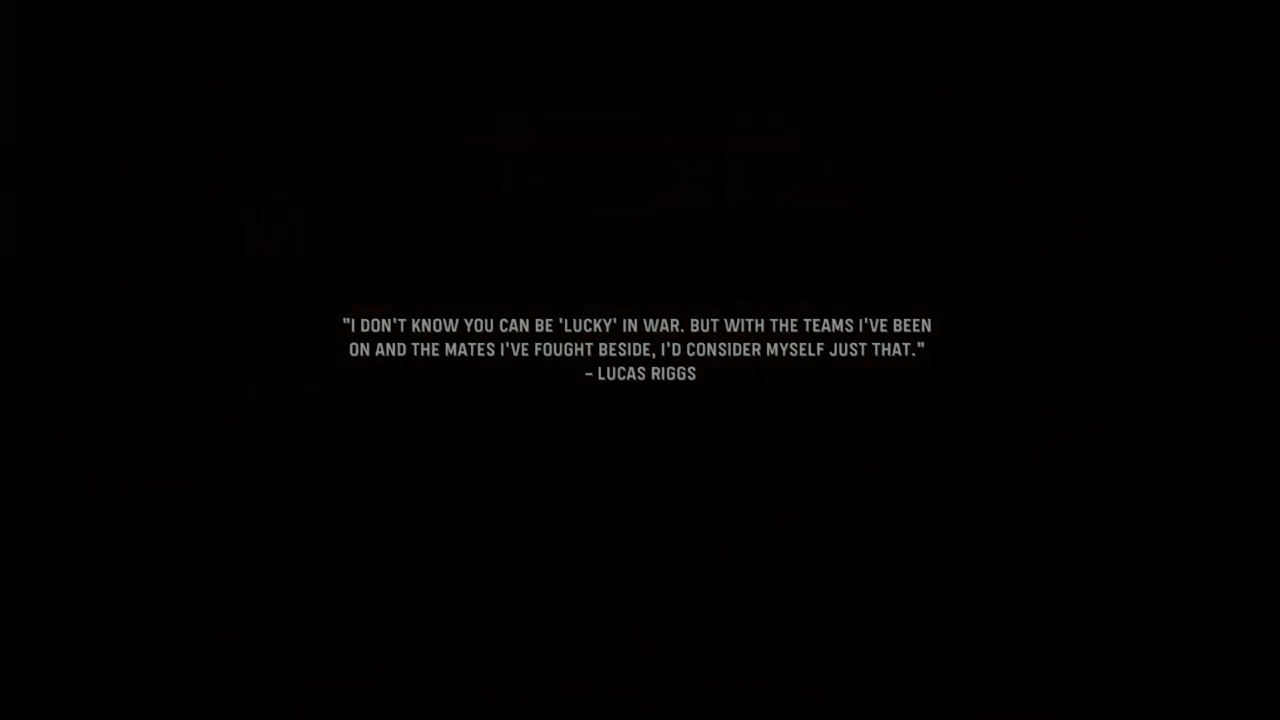 "I DON'T KNOW YOU CAN BE 'LUCKY' IN WAR. BUT WITH THE TEAMS I'VE BEEN
ON AND THE MATES I'VE FOUGHT BESIDE, I'D CONSIDER MYSELF JUST THAT."
– LUCAS RIGGS